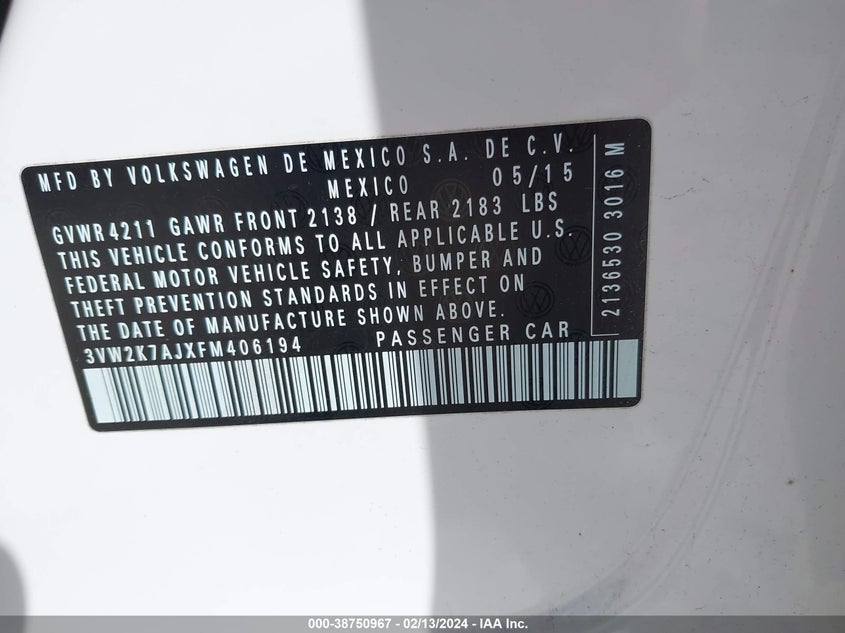 MFD BY VOLKSWAGEN DE MEXICO S.A. DE C.V.
MEXICO 05/15
GVWR 4211 GAWR FRONT 2138 / REAR 2183 LBS
THIS VEHICLE CONFORMS TO ALL APPLICABLE U.S.
FEDERAL MOTOR VEHICLE SAFETY, BUMPER AND
THEFT PREVENTION STANDARDS IN EFFECT ON
THE DATE OF MANUFACTURE SHOWN ABOVE.
3VW2K7AJXFM406194 PASSENGER CAR
2136530 3016 M
000-38750967 - 02/13/2024 - IAA Inc.